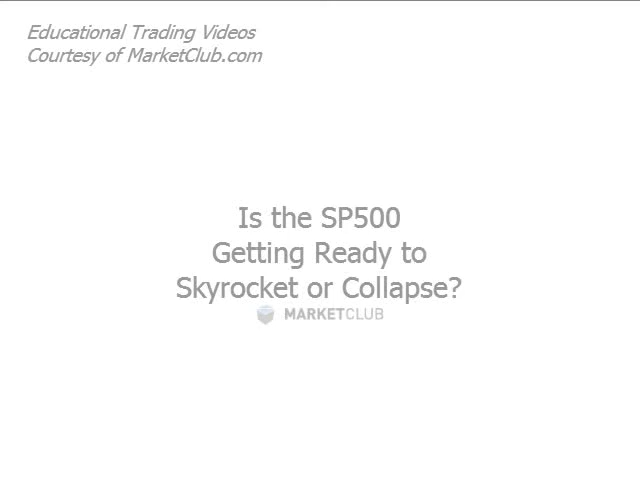 Educational Trading Videos
Courtesy of MarketClub.com
Is the SP500
Getting Ready to
Skyrocket or Collapse?
MARKETCLUB